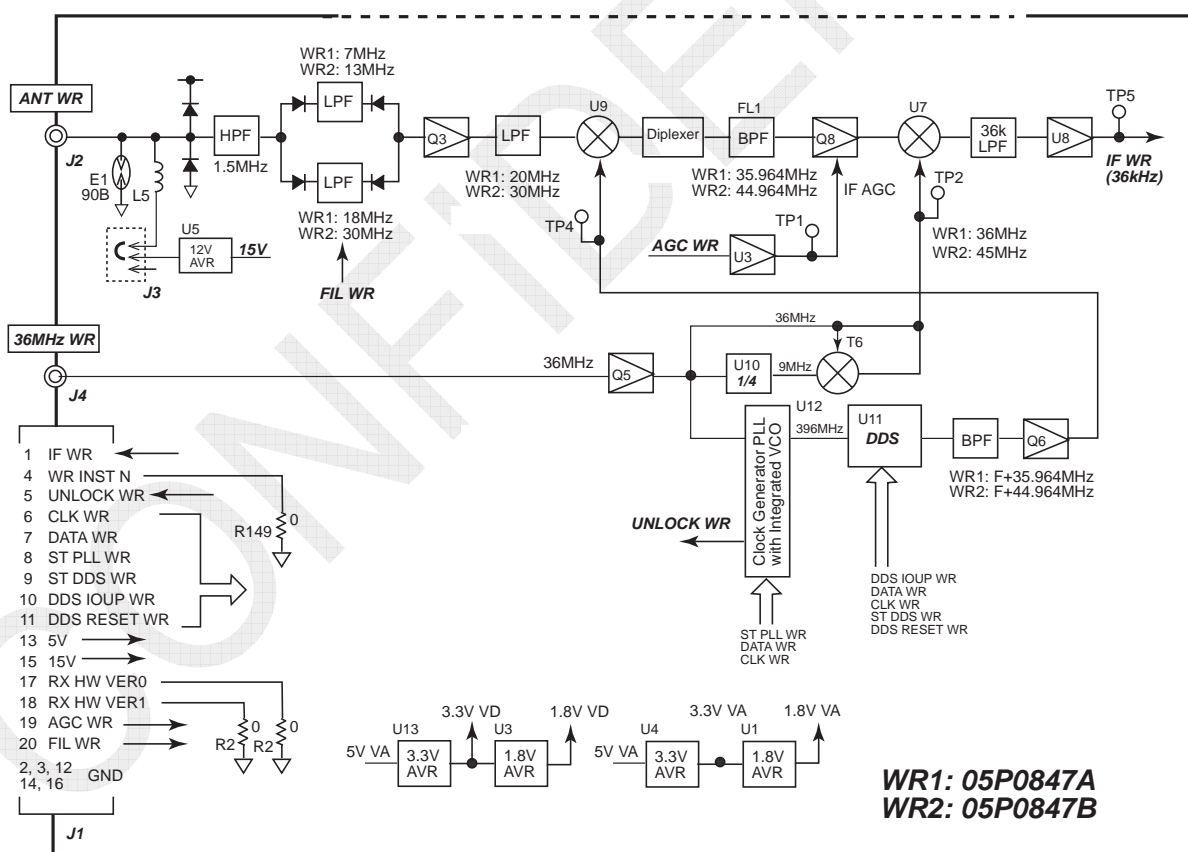 CONFiDEN
ANT WR
J2
E1
90B
L5
J3
U5
12V
AVR
15V
HPF
1.5MHz
WR1: 7MHz
WR2: 13MHz
LPF
LPF
WR1: 18MHz
WR2: 30MHz
FIL WR
Q3
LPF
WR1: 20MHz
WR2: 30MHz
U9
TP4
Diplexer
FL1
BPF
WR1: 35.964MHz
WR2: 44.964MHz
Q8
IF AGC
AGC WR
U3
TP1
U7
TP2
WR1: 36MHz
WR2: 45MHz
36k
LPF
U8
TP5
IF WR
(36kHz)
36MHz WR
J4
36MHz
Q5
36MHz
U10
1/4
9MHz
T6
U12
Clock Generator PLL
with Integrated VCO
396MHz
U11
DDS
BPF
Q6
WR1: F+35.964MHz
WR2: F+44.964MHz
UNLOCK WR
ST PLL WR
DATA WR
CLK WR
DDS IOUP WR
DATA WR
CLK WR
ST DDS WR
DDS RESET WR
1 IF WR
4 WR INST N
5 UNLOCK WR
6 CLK WR
7 DATA WR
8 ST PLL WR
9 ST DDS WR
10 DDS IOUP WR
11 DDS RESET WR
13 5V
15 15V
17 RX HW VER0
18 RX HW VER1
19 AGC WR
20 FIL WR
2, 3, 12
14, 16
GND
J1
R149
0
R2
0
R2
0
5V VA
U13
3.3V
AVR
3.3V VD
U3
1.8V
AVR
1.8V VD
5V VA
U4
3.3V
AVR
3.3V VA
U1
1.8V
AVR
1.8V VA
WR1: 05P0847A
WR2: 05P0847B